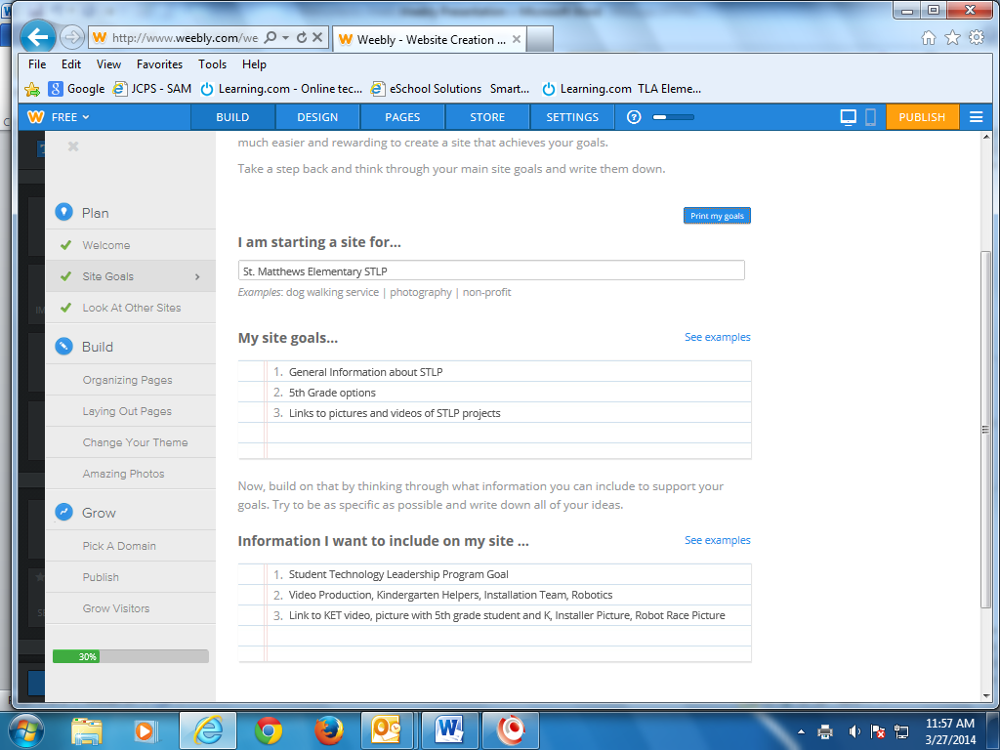 http://www.weebly.com/we
Weebly - Website Creation ...
File Edit View Favorites Tools Help
Google JCPS - SAM Learning.com - Online tec... eSchool Solutions Smart... Learning.com TLA Eleme...
FREE BUILD DESIGN PAGES STORE SETTINGS PUBLISH
much easier and rewarding to create a site that achieves your goals.
Take a step back and think through your main site goals and write them down.
Print my goals
Plan
Welcome
Site Goals
Look At Other Sites
Build
Organizing Pages
Laying Out Pages
Change Your Theme
Amazing Photos
Grow
Pick A Domain
Publish
Grow Visitors
30%
I am starting a site for...
St. Matthews Elementary STLP
Examples: dog walking service | photography | non-profit
My site goals...
See examples
1. General Information about STLP
2. 5th Grade options
3. Links to pictures and videos of STLP projects
Now, build on that by thinking through what information you can include to support your
goals. Try to be as specific as possible and write down all of your ideas.
Information I want to include on my site ...
See examples
1. Student Technology Leadership Program Goal
2. Video Production, Kindergarten Helpers, Installation Team, Robotics
3. Link to KET video, picture with 5th grade student and K, Installer Picture, Robot Race Picture
11:57 AM
3/27/2014